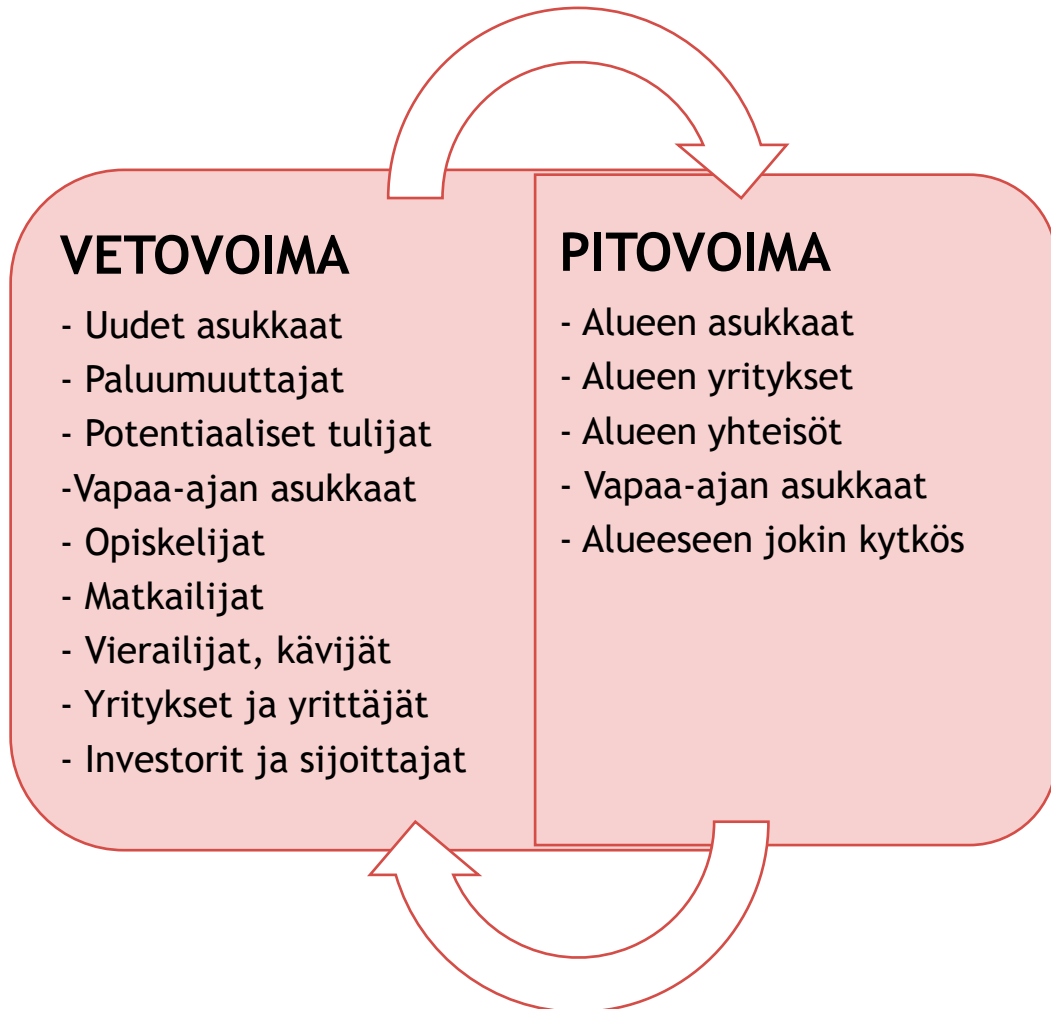 VETOVOIMA
- Uudet asukkaat
- Paluumuuttajat
- Potentiaaliset tulijat
-Vapaa-ajan asukkaat
- Opiskelijat
- Matkailijat
- Vierailijat, kävijät
- Yritykset ja yrittäjät
- Investorit ja sijoittajat
PITOVOIMA
- Alueen asukkaat
- Alueen yritykset
- Alueen yhteisöt
- Vapaa-ajan asukkaat
- Alueeseen jokin kytkös